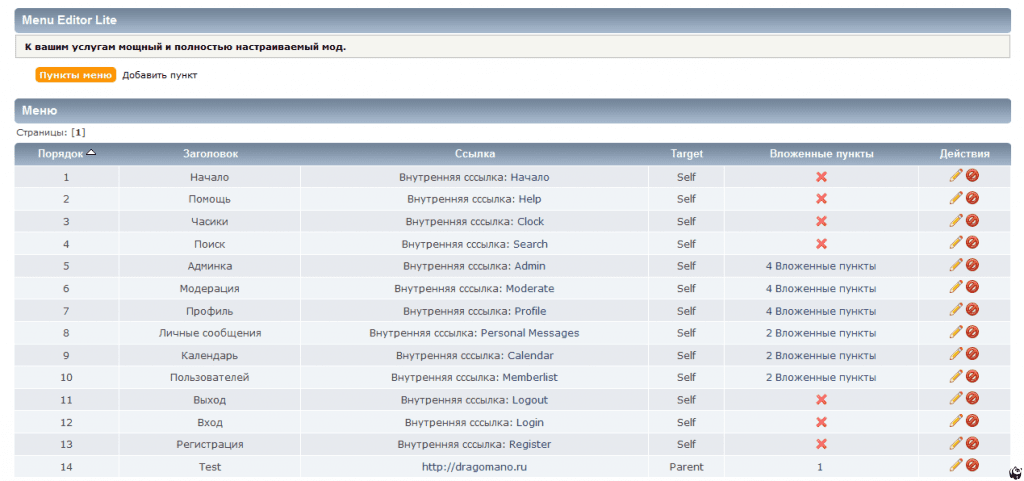 Menu Editor Lite
К вашим услугам мощный и полностью настраиваемый мод.
Пункты меню Добавить пункт
Меню
Страницы: [1]
Порядок Заголовок Ссылка Target Вложенные пункты Действия
1 Начало Внутренняя сссылка: Начало Self
2 Помощь Внутренняя сссылка: Help Self
3 Часики Внутренняя сссылка: Clock Self
4 Поиск Внутренняя сссылка: Search Self
5 Админка Внутренняя сссылка: Admin Self 4 Вложенные пункты
6 Модерация Внутренняя сссылка: Moderate Self 4 Вложенные пункты
7 Профиль Внутренняя сссылка: Profile Self 4 Вложенные пункты
8 Личные сообщения Внутренняя сссылка: Personal Messages Self 2 Вложенные пункты
9 Календарь Внутренняя сссылка: Calendar Self 2 Вложенные пункты
10 Пользователей Внутренняя сссылка: Memberlist Self 2 Вложенные пункты
11 Выход Внутренняя сссылка: Logout Self
12 Вход Внутренняя сссылка: Login Self
13 Регистрация Внутренняя сссылка: Register Self
14 Test http://dragomano.ru Parent 1